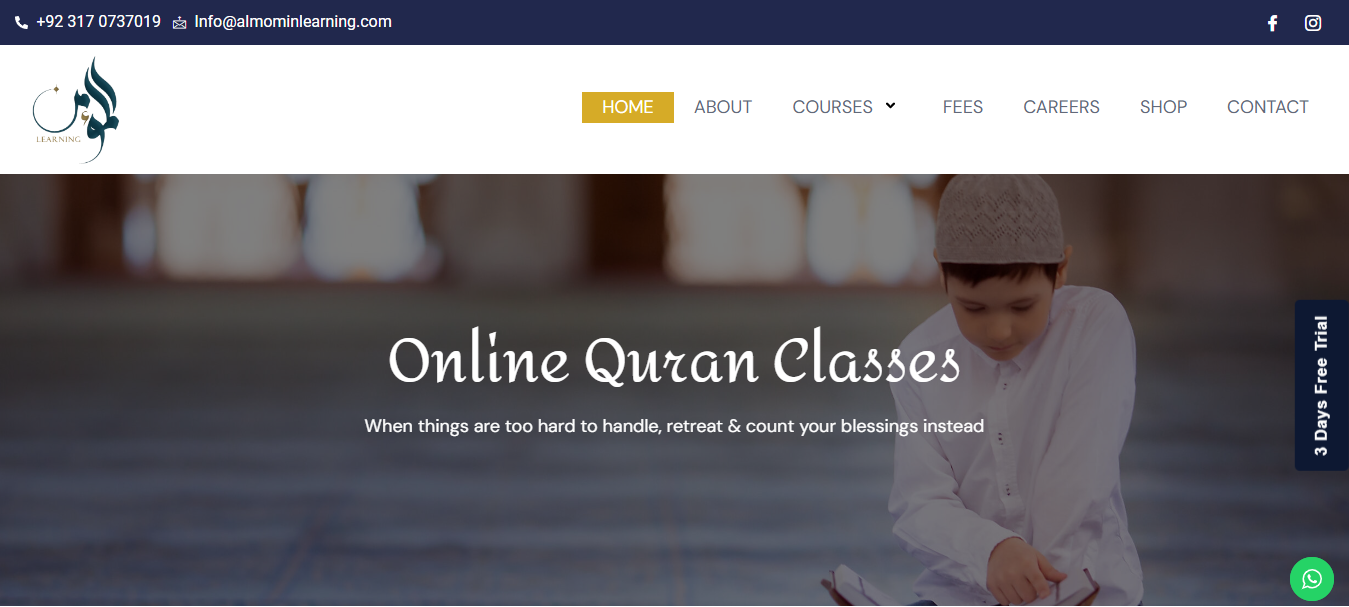 +92 317 0737019 Info@almominlearning.com
LEARNING
HOME ABOUT COURSES FEES CAREERS SHOP CONTACT
Online Quran Classes
When things are too hard to handle, retreat & count your blessings instead
3 Days Free Trial